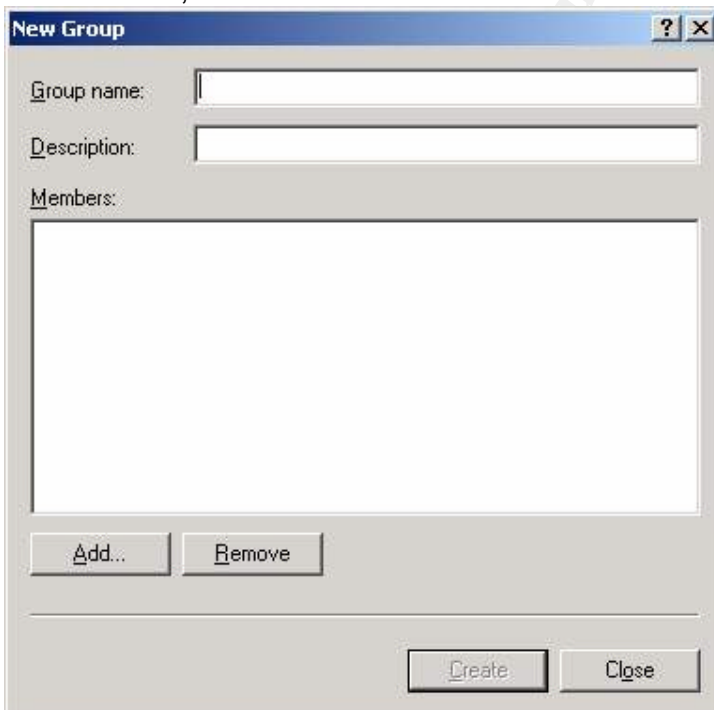 New Group
Group name:
Description:
Members:
Add...
Remove
Create
Close